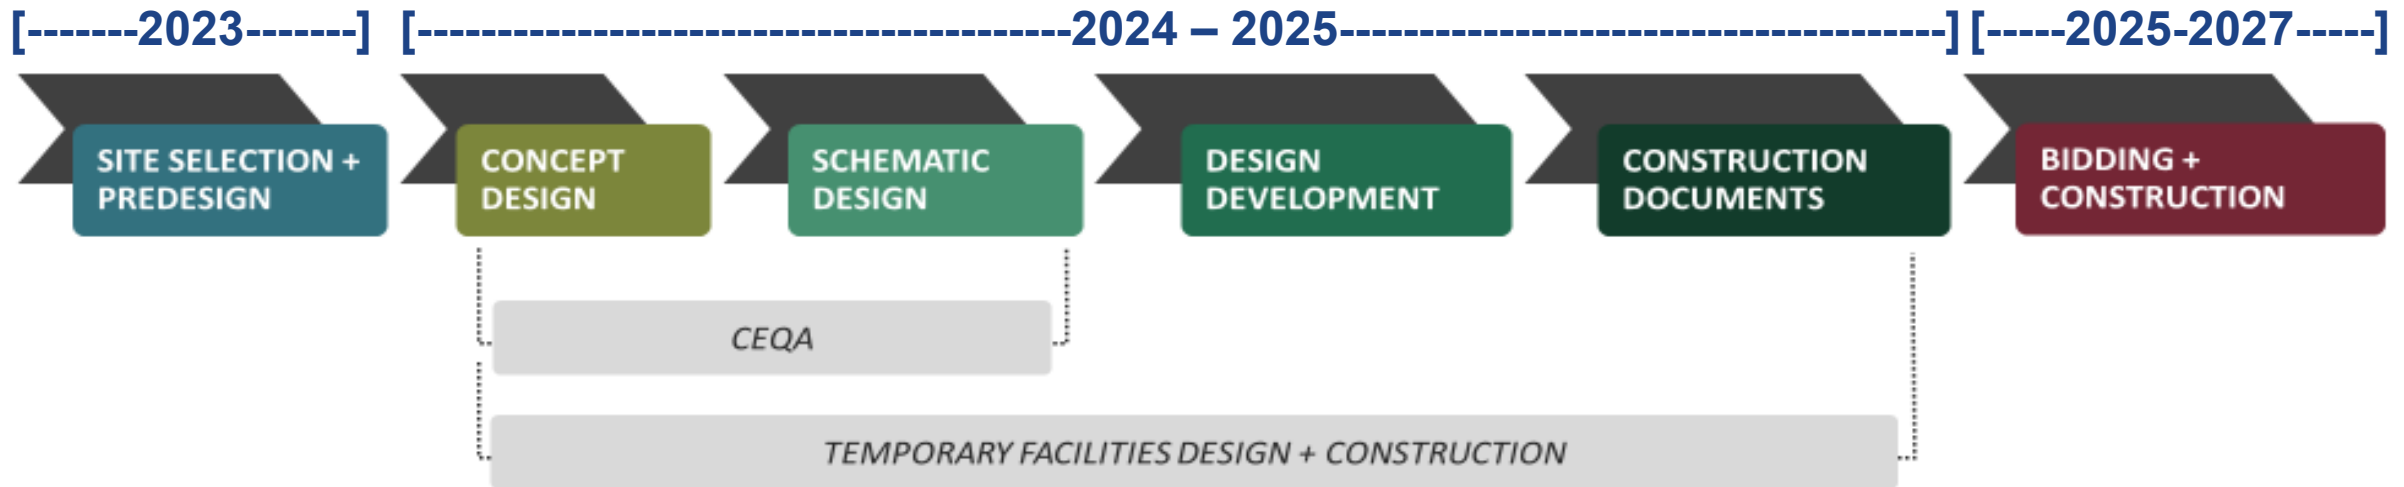 [-------2023-------] [-----------------------------------------2024 – 2025--------------------------------------] [-----2025-2027-----]
SITE SELECTION +
PREDESIGN
CONCEPT
DESIGN
SCHEMATIC
DESIGN
DESIGN
DEVELOPMENT
CONSTRUCTION
DOCUMENTS
BIDDING +
CONSTRUCTION
CEQA
TEMPORARY FACILITIES DESIGN + CONSTRUCTION